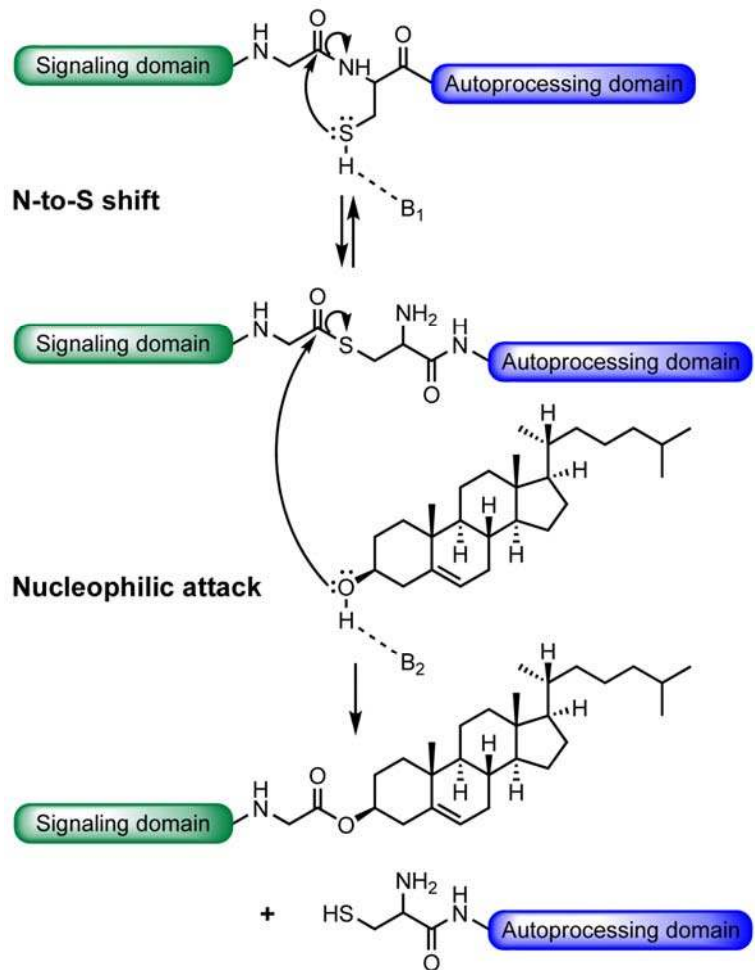 O
H
N
Signaling domain
NH
O
Autoprocessing domain
S
H
B1
N-to-S shift
O
H
N
NH2
H
N
Signaling domain
S
O
Autoprocessing domain
H
H
H
H
H
O
Nucleophilic attack
H
B2
H
H
H
H
H
O
H
N
Signaling domain
O
+
HS
NH2
H
N
O
Autoprocessing domain